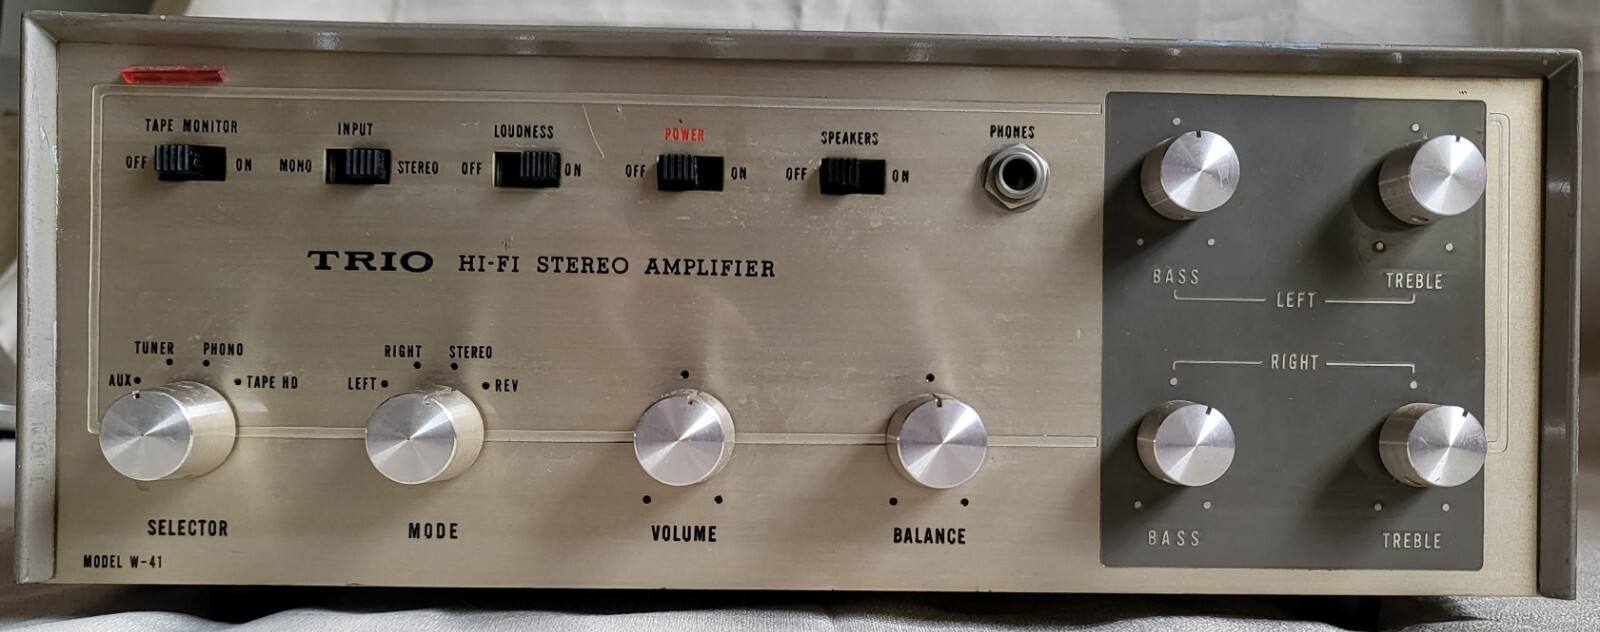 TAPE MONITOR
OFF ON
INPUT
MONO STEREO
LOUDNESS
OFF ON
POWER
OFF ON
SPEAKERS
OFF ON
PHONES
TRIO HI-FI STEREO AMPLIFIER
BASS TREBLE
LEFT
RIGHT
BASS TREBLE
TUNER PHONO
AUX TAPE HD
SELECTOR
RIGHT STEREO
LEFT REV
MODE
VOLUME
BALANCE
MODEL W-41